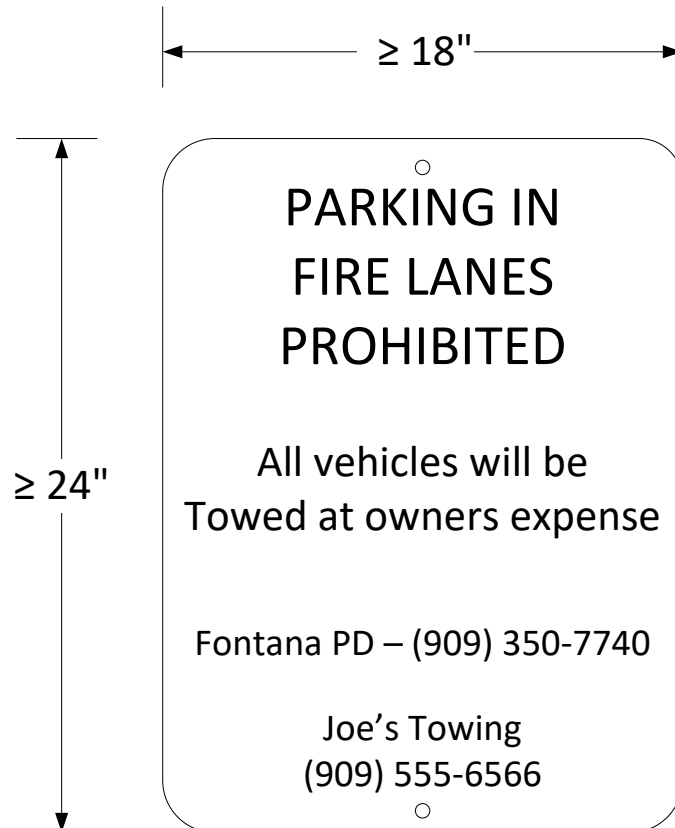 ≥ 18"
PARKING IN
FIRE LANES
PROHIBITED
All vehicles will be
Towed at owners expense
≥ 24"
Fontana PD – (909) 350-7740
Joe’s Towing
(909) 555-6566